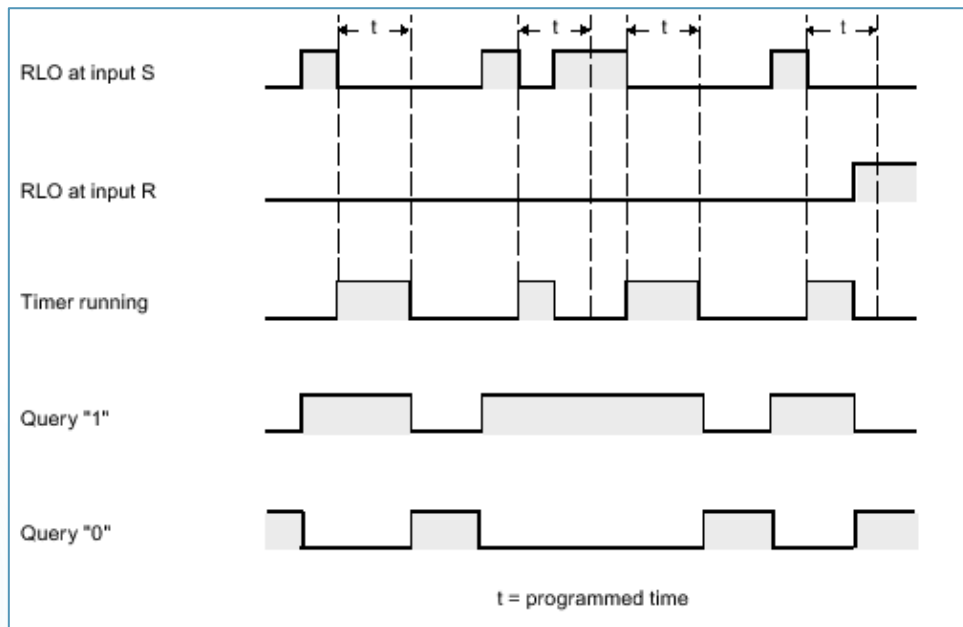 t t t t
RLO at input S
RLO at input R
Timer running
Query "1"
Query "0"
t = programmed time